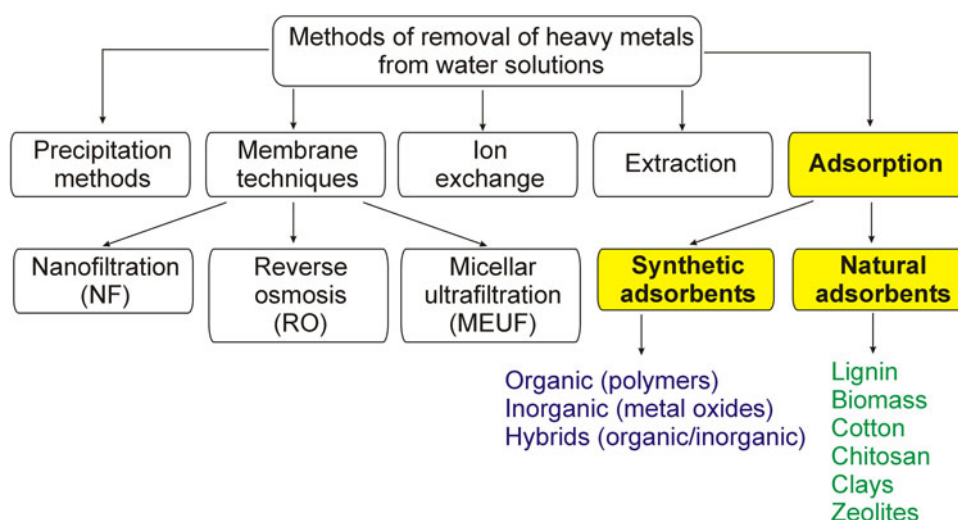 Methods of removal of heavy metals
from water solutions
Precipitation
methods
Membrane
techniques
Ion
exchange
Extraction
Adsorption
Nanofiltration
(NF)
Reverse
osmosis
(RO)
Micellar
ultrafiltration
(MEUF)
Synthetic
adsorbents
Natural
adsorbents
Organic (polymers)
Inorganic (metal oxides)
Hybrids (organic/inorganic)
Lignin
Biomass
Cotton
Chitosan
Clays
Zeolites